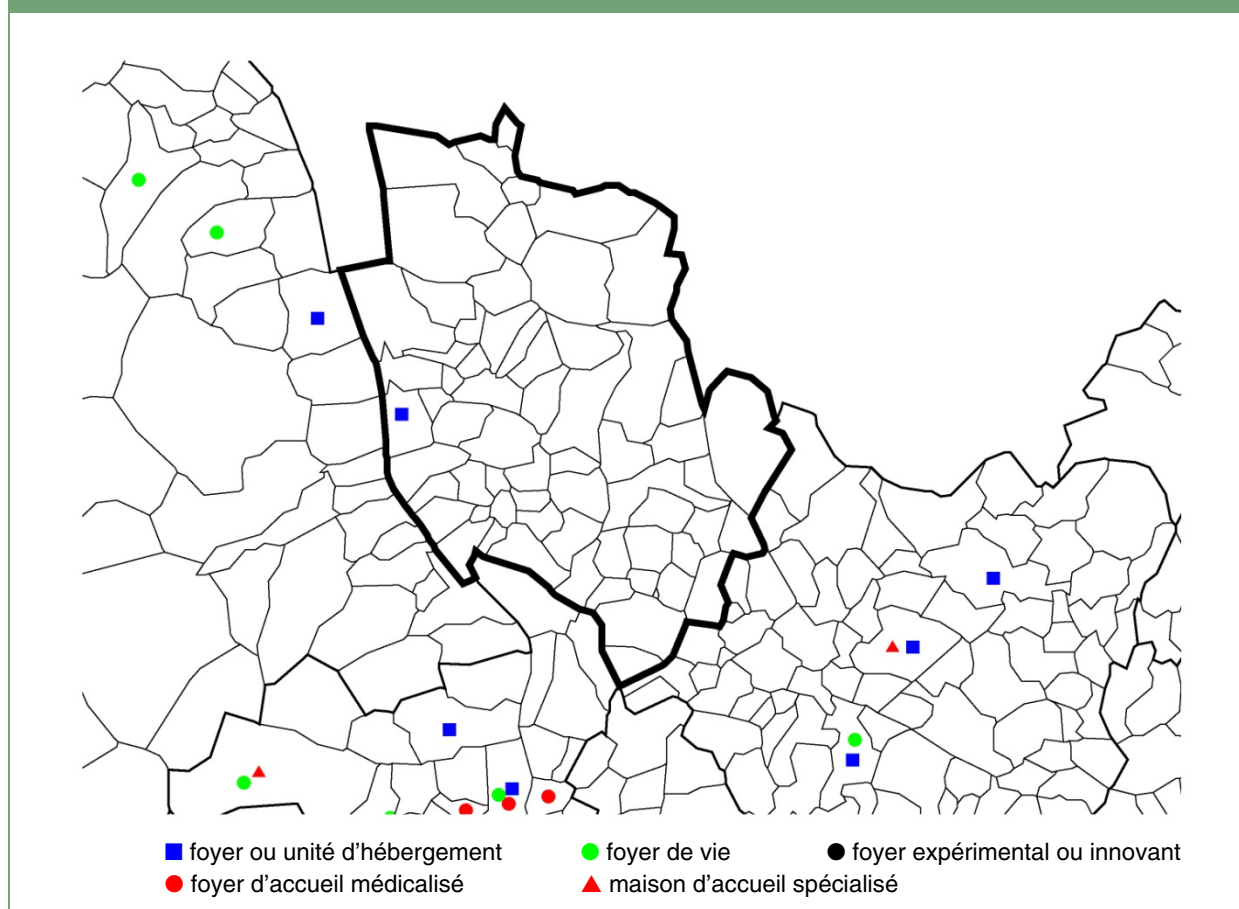 foyer ou unité d'hébergement foyer de vie foyer expérimental ou innovant
foyer d'accueil médicalisé maison d'accueil spécialisé